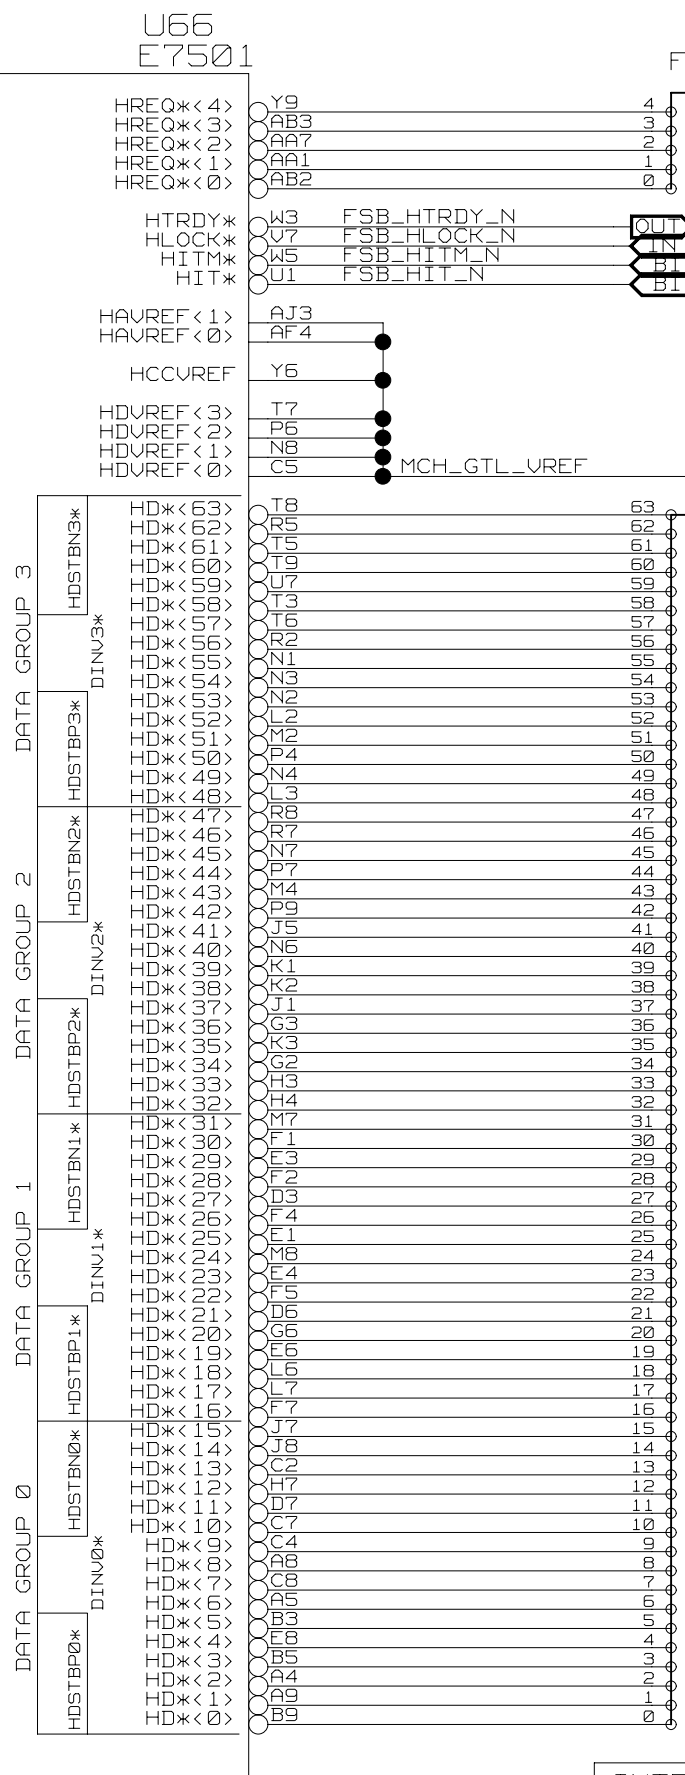 U66
E7501
F
HREQ*<4> Y9 4
HREQ*<3> AB3 3
HREQ*<2> AA7 2
HREQ*<1> AA1 1
HREQ*<0> AB2 0
HTRDY* W3 FSB_HTRDY_N OUT
HLOCK* V7 FSB_HLOCK_N IN
HITM* W5 FSB_HITM_N BI
HIT* U1 FSB_HIT_N BI
HAVREF<1> AJ3
HAVREF<0> AF4
HCCVREF Y6
HDVREF<3> T7
HDVREF<2> P6
HDVREF<1> N8
HDVREF<0> C5 MCH_GTL_VREF
DATA GROUP 3
HDSTBN3*
DINV3*
HDSTBP3*
HD*<63> T8 63
HD*<62> R5 62
HD*<61> T5 61
HD*<60> T9 60
HD*<59> U7 59
HD*<58> T3 58
HD*<57> T6 57
HD*<56> R2 56
HD*<55> N1 55
HD*<54> N3 54
HD*<53> N2 53
HD*<52> L2 52
HD*<51> M2 51
HD*<50> P4 50
HD*<49> N4 49
HD*<48> L3 48
DATA GROUP 2
HDSTBN2*
DINV2*
HDSTBP2*
HD*<47> R8 47
HD*<46> R7 46
HD*<45> N7 45
HD*<44> P7 44
HD*<43> M4 43
HD*<42> P9 42
HD*<41> J5 41
HD*<40> N6 40
HD*<39> K1 39
HD*<38> K2 38
HD*<37> J1 37
HD*<36> G3 36
HD*<35> K3 35
HD*<34> G2 34
HD*<33> H3 33
HD*<32> H4 32
DATA GROUP 1
HDSTBN1*
DINV1*
HDSTBP1*
HD*<31> M7 31
HD*<30> F1 30
HD*<29> E3 29
HD*<28> F2 28
HD*<27> D3 27
HD*<26> F4 26
HD*<25> E1 25
HD*<24> M8 24
HD*<23> E4 23
HD*<22> F5 22
HD*<21> D6 21
HD*<20> G6 20
HD*<19> E6 19
HD*<18> L6 18
HD*<17> L7 17
HD*<16> F7 16
DATA GROUP 0
HDSTBN0*
DINV0*
HDSTBP0*
HD*<15> J7 15
HD*<14> J8 14
HD*<13> C2 13
HD*<12> H7 12
HD*<11> D7 11
HD*<10> C7 10
HD*<9> C4 9
HD*<8> A8 8
HD*<7> C8 7
HD*<6> A5 6
HD*<5> B3 5
HD*<4> E8 4
HD*<3> B5 3
HD*<2> A4 2
HD*<1> A9 1
HD*<0> B9 0